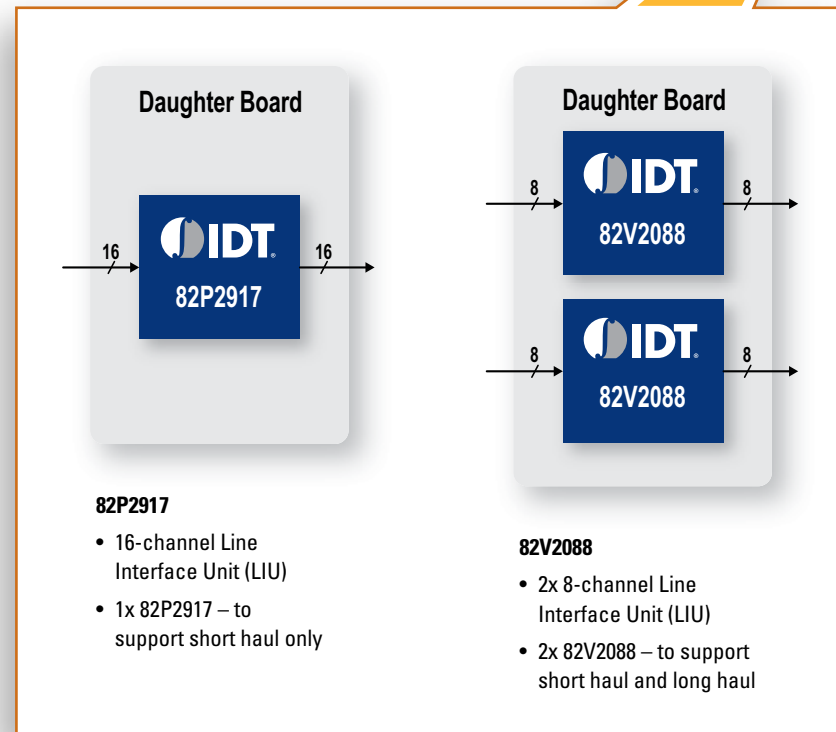 Daughter Board
16
IDT
82P2917
16
82P2917
• 16-channel Line
Interface Unit (LIU)
• 1x 82P2917 – to
support short haul only
Daughter Board
8
IDT
82V2088
8
8
IDT
82V2088
8
82V2088
• 2x 8-channel Line
Interface Unit (LIU)
• 2x 82V2088 – to support
short haul and long haul